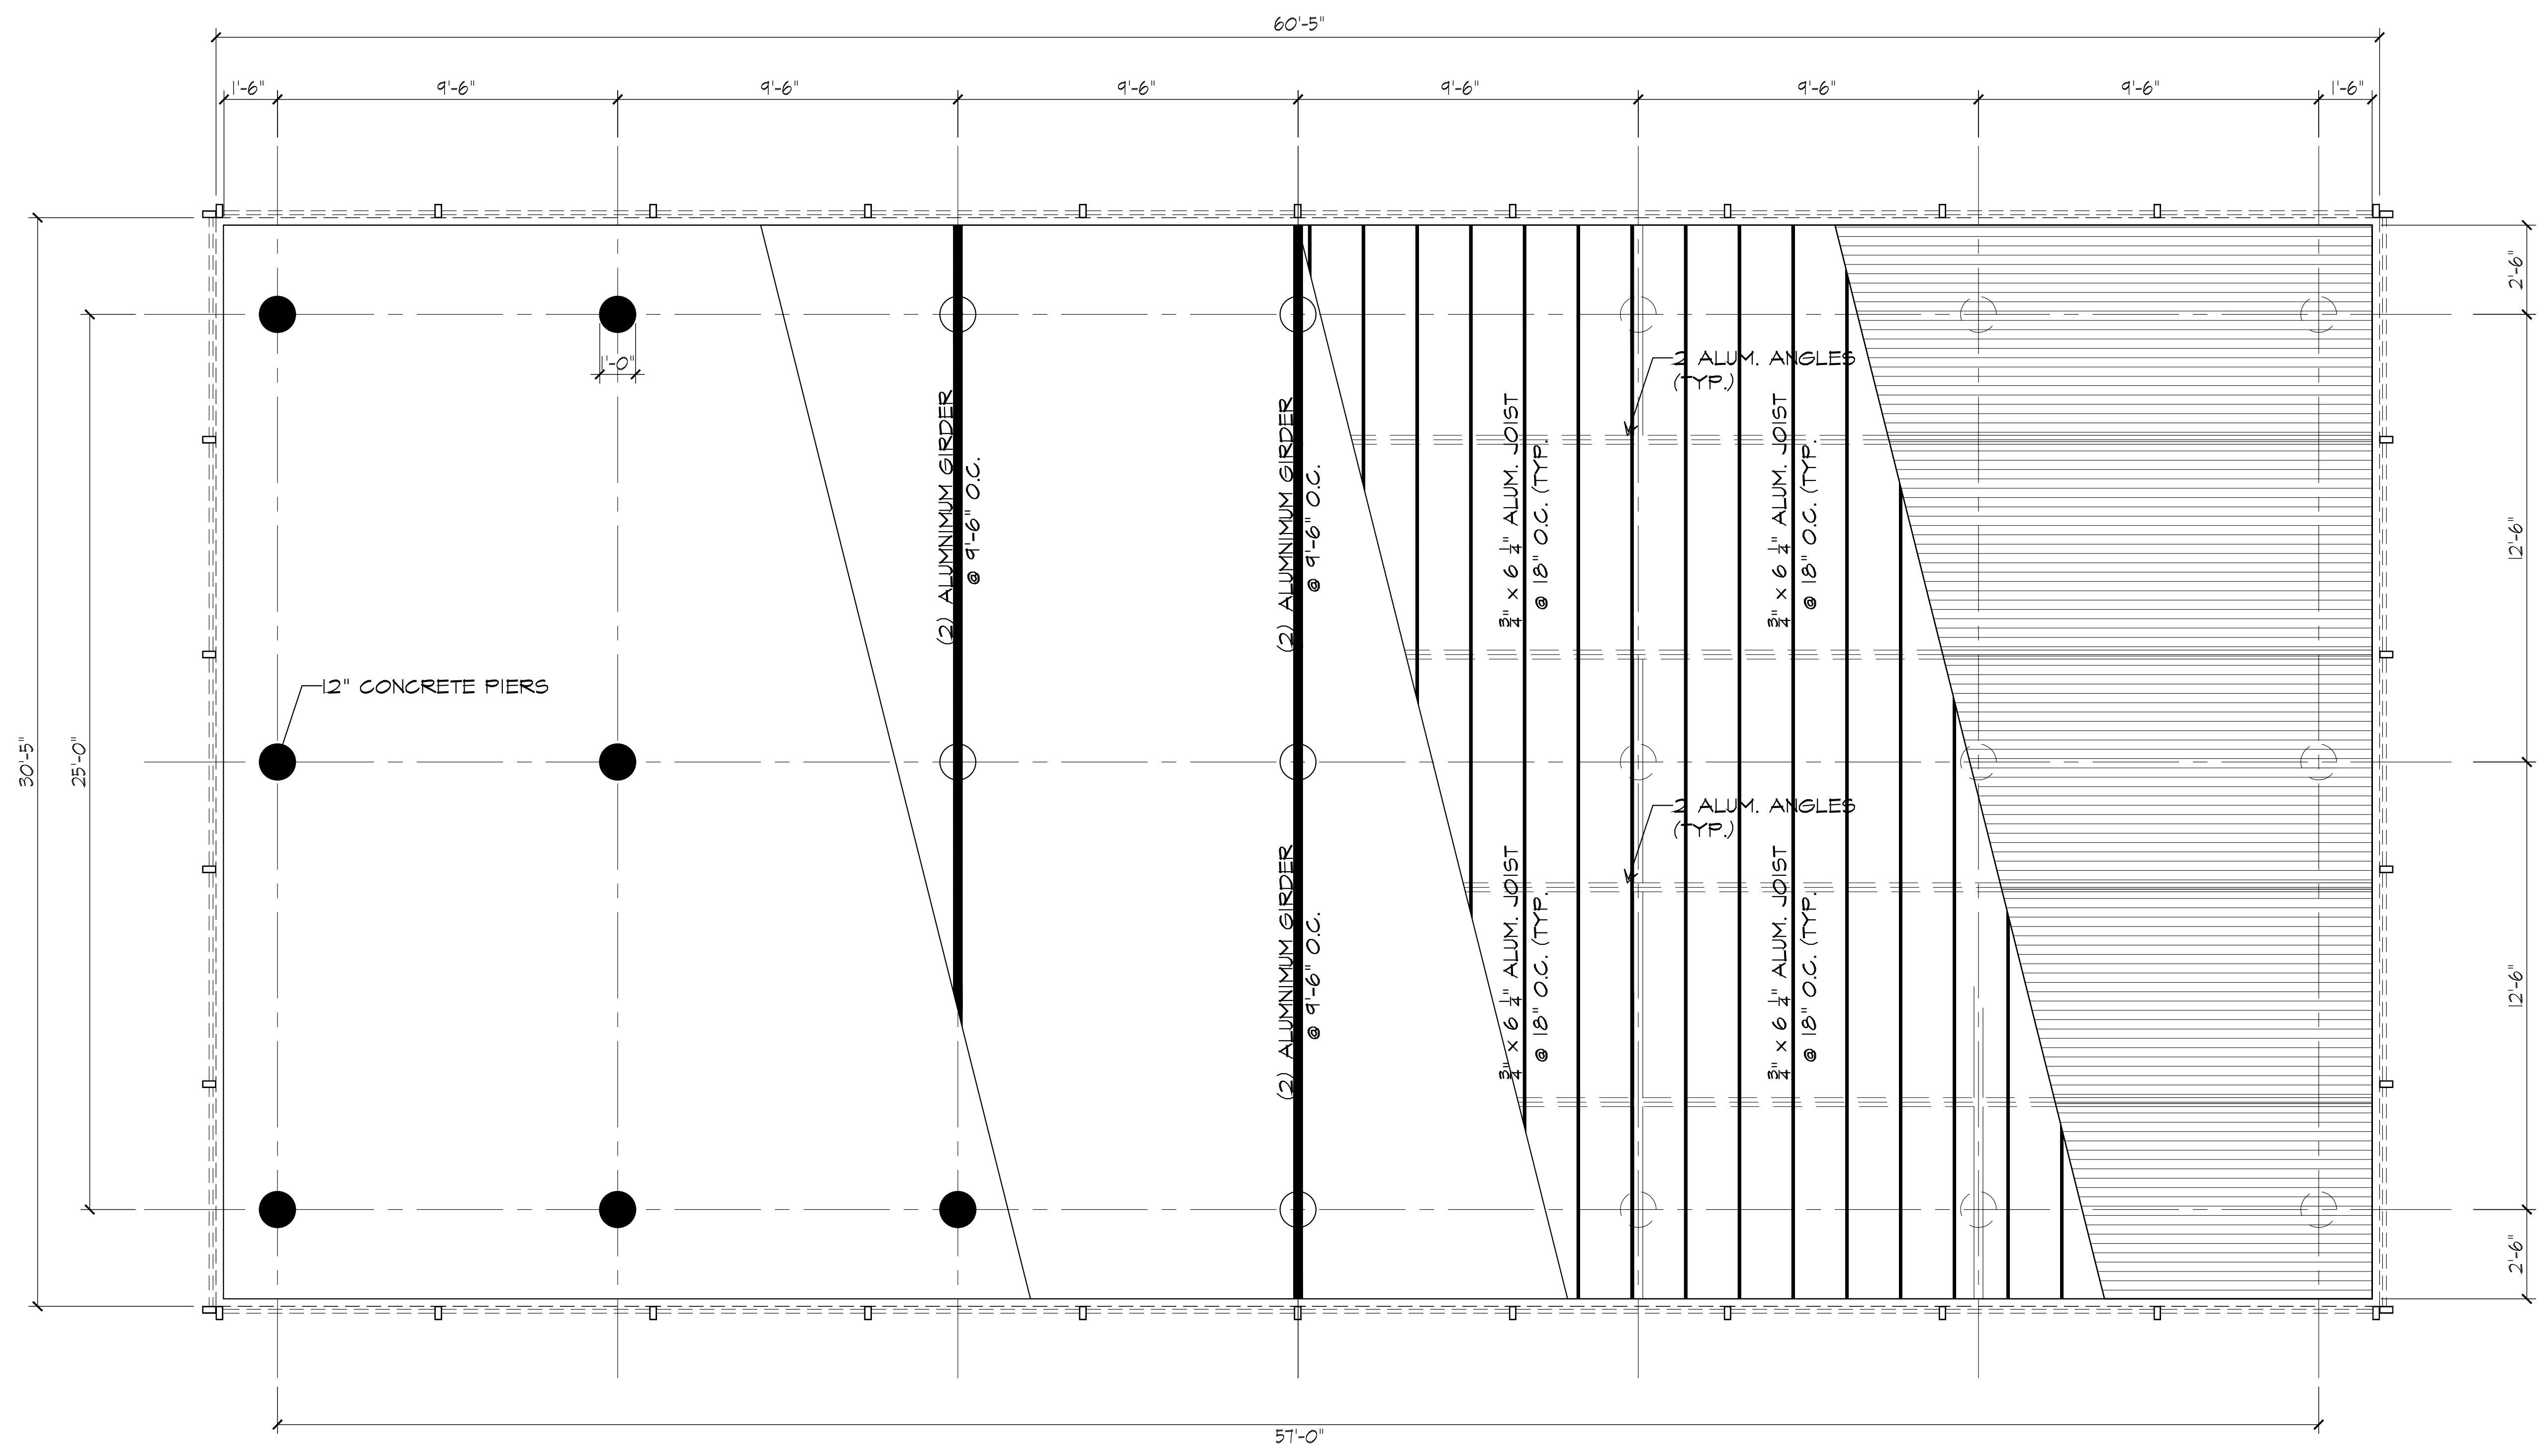 60'-5"
1'-6"
9'-6"
9'-6"
9'-6"
9'-6"
9'-6"
9'-6"
1'-6"
2'-6"
1'-0"
2 ALUM. ANGLES
(TYP.)
(2) ALUMNIMUM GIRDER
@ 9'-6" O.C.
(2) ALUMNIMUM GIRDER
@ 9'-6" O.C.
3/4" x 6 1/4" ALUM. JOIST
@ 18" O.C. (TYP.
3/4" x 6 1/4" ALUM. JOIST
@ 18" O.C. (TYP.
12'-6"
12" CONCRETE PIERS
30'-5"
25'-0"
2 ALUM. ANGLES
(TYP.)
(2) ALUMNIMUM GIRDER
@ 9'-6" O.C.
3/4" x 6 1/4" ALUM. JOIST
@ 18" O.C. (TYP.
3/4" x 6 1/4" ALUM. JOIST
@ 18" O.C. (TYP.
12'-6"
2'-6"
57'-0"